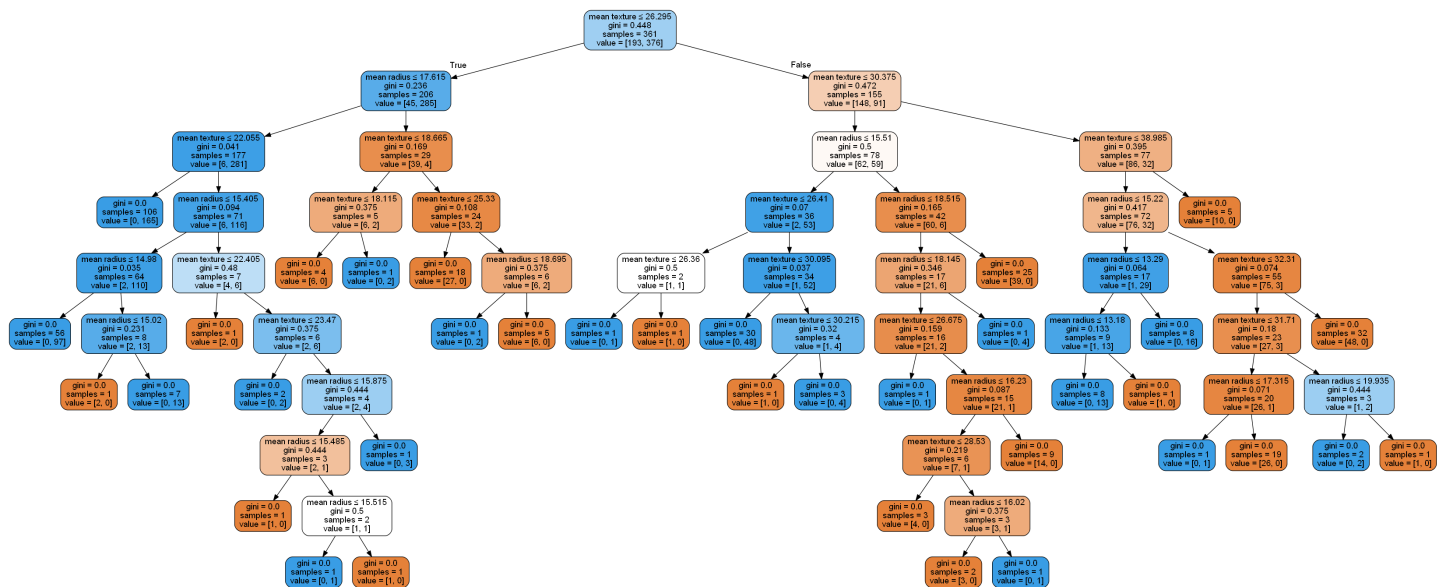 mean texture ≤ 26.295
gini = 0.448
samples = 361
value = [193, 376]
True
False
mean radius ≤ 17.615
gini = 0.236
samples = 206
value = [45, 285]
mean texture ≤ 30.375
gini = 0.472
samples = 155
value = [148, 91]
mean texture ≤ 22.055
gini = 0.041
samples = 177
value = [6, 281]
mean texture ≤ 18.665
gini = 0.169
samples = 29
value = [39, 4]
mean radius ≤ 15.51
gini = 0.5
samples = 78
value = [62, 59]
mean texture ≤ 38.985
gini = 0.395
samples = 77
value = [86, 32]
gini = 0.0
samples = 106
value = [0, 165]
mean radius ≤ 15.405
gini = 0.094
samples = 71
value = [6, 116]
mean texture ≤ 18.115
gini = 0.375
samples = 5
value = [6, 2]
mean texture ≤ 25.33
gini = 0.108
samples = 24
value = [33, 2]
mean texture ≤ 26.41
gini = 0.07
samples = 36
value = [2, 53]
mean radius ≤ 18.515
gini = 0.165
samples = 42
value = [60, 6]
mean radius ≤ 15.22
gini = 0.417
samples = 72
value = [76, 32]
gini = 0.0
samples = 5
value = [10, 0]
mean radius ≤ 14.98
gini = 0.035
samples = 64
value = [2, 110]
mean texture ≤ 22.405
gini = 0.48
samples = 7
value = [4, 6]
gini = 0.0
samples = 4
value = [6, 0]
gini = 0.0
samples = 1
value = [0, 2]
gini = 0.0
samples = 18
value = [27, 0]
mean radius ≤ 18.695
gini = 0.375
samples = 6
value = [6, 2]
mean texture ≤ 26.36
gini = 0.5
samples = 2
value = [1, 1]
mean texture ≤ 30.095
gini = 0.037
samples = 34
value = [1, 52]
mean radius ≤ 18.145
gini = 0.346
samples = 17
value = [21, 6]
gini = 0.0
samples = 25
value = [39, 0]
mean radius ≤ 13.29
gini = 0.064
samples = 17
value = [1, 29]
mean texture ≤ 32.31
gini = 0.074
samples = 55
value = [75, 3]
gini = 0.0
samples = 56
value = [0, 97]
mean radius ≤ 15.02
gini = 0.231
samples = 8
value = [2, 13]
gini = 0.0
samples = 1
value = [2, 0]
mean texture ≤ 23.47
gini = 0.375
samples = 6
value = [2, 6]
gini = 0.0
samples = 1
value = [0, 2]
gini = 0.0
samples = 5
value = [6, 0]
gini = 0.0
samples = 1
value = [0, 1]
gini = 0.0
samples = 1
value = [1, 0]
gini = 0.0
samples = 30
value = [0, 48]
mean texture ≤ 30.215
gini = 0.32
samples = 4
value = [1, 4]
mean texture ≤ 26.675
gini = 0.159
samples = 16
value = [21, 2]
gini = 0.0
samples = 1
value = [0, 4]
mean radius ≤ 13.18
gini = 0.133
samples = 9
value = [1, 13]
gini = 0.0
samples = 8
value = [0, 16]
mean texture ≤ 31.71
gini = 0.18
samples = 23
value = [27, 3]
gini = 0.0
samples = 32
value = [48, 0]
gini = 0.0
samples = 1
value = [2, 0]
gini = 0.0
samples = 7
value = [0, 13]
gini = 0.0
samples = 2
value = [0, 2]
mean radius ≤ 15.875
gini = 0.444
samples = 4
value = [2, 4]
gini = 0.0
samples = 1
value = [1, 0]
gini = 0.0
samples = 3
value = [0, 4]
gini = 0.0
samples = 1
value = [0, 1]
mean radius ≤ 16.23
gini = 0.087
samples = 15
value = [21, 1]
gini = 0.0
samples = 8
value = [0, 13]
gini = 0.0
samples = 1
value = [1, 0]
mean radius ≤ 17.315
gini = 0.071
samples = 20
value = [26, 1]
mean radius ≤ 19.935
gini = 0.444
samples = 3
value = [1, 2]
mean radius ≤ 15.485
gini = 0.444
samples = 3
value = [2, 1]
gini = 0.0
samples = 1
value = [0, 3]
mean texture ≤ 28.53
gini = 0.219
samples = 6
value = [7, 1]
gini = 0.0
samples = 9
value = [14, 0]
gini = 0.0
samples = 1
value = [0, 1]
gini = 0.0
samples = 19
value = [26, 0]
gini = 0.0
samples = 2
value = [0, 2]
gini = 0.0
samples = 1
value = [1, 0]
gini = 0.0
samples = 1
value = [1, 0]
mean radius ≤ 15.515
gini = 0.5
samples = 2
value = [1, 1]
gini = 0.0
samples = 3
value = [4, 0]
mean radius ≤ 16.02
gini = 0.375
samples = 3
value = [3, 1]
gini = 0.0
samples = 1
value = [0, 1]
gini = 0.0
samples = 1
value = [1, 0]
gini = 0.0
samples = 2
value = [3, 0]
gini = 0.0
samples = 1
value = [0, 1]